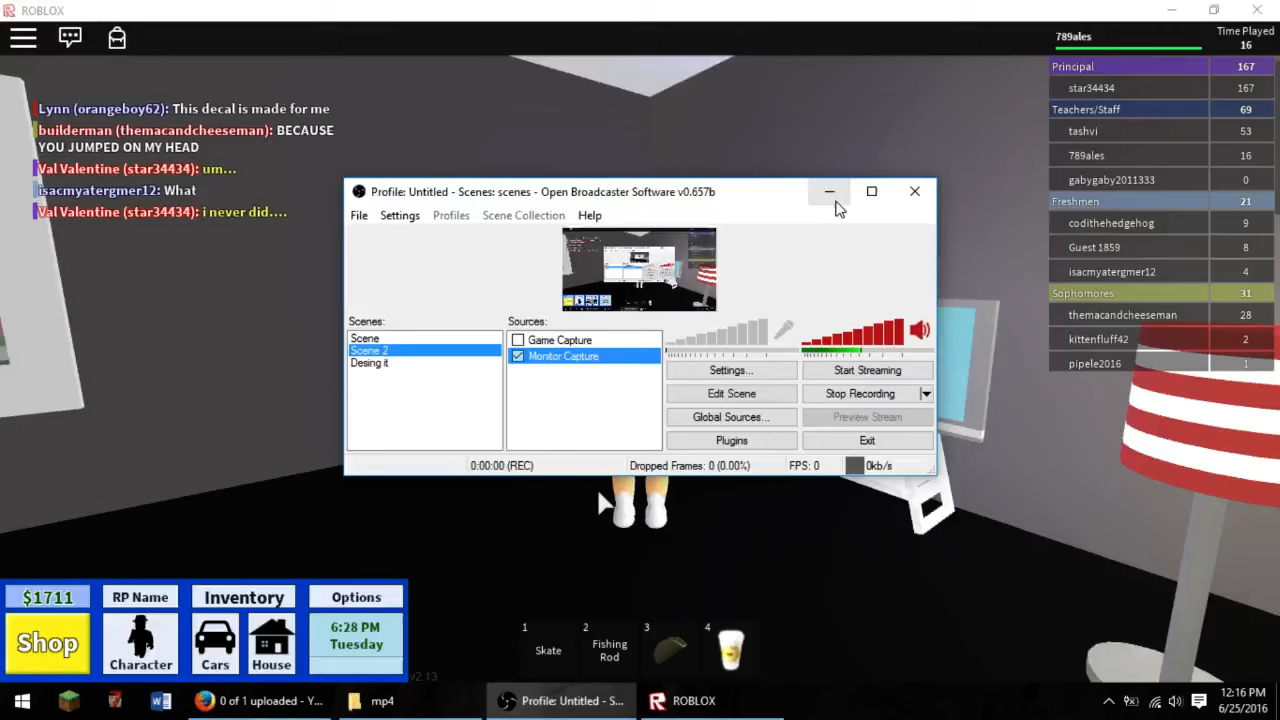 ROBLOX
789ales
Time Played
16
Principal 167
star34434 167
Teachers/Staff 69
tashvi 53
789ales 16
gabygaby2011333 0
Freshmen 21
codithehedgehog 9
Guest 1859 8
isacmyatergmer12 4
Sophomores 31
themacandcheeseman 28
kittenfluff42 2
pipele2016 1
Lynn (orangeboy62): This decal is made for me
builderman (themacandcheeseman): BECAUSE
YOU JUMPED ON MY HEAD
Val Valentine (star34434): um...
isacmyatergmer12: What
Val Valentine (star34434): i never did....
Profile: Untitled - Scenes: scenes - Open Broadcaster Software v0.657b
File Settings Profiles Scene Collection Help
Scenes: Sources:
Scene
Scene 2
Desing it
Game Capture
Monitor Capture
Settings... Start Streaming
Edit Scene Stop Recording
Global Sources... Preview Stream
Plugins Exit
0:00:00 (REC) Dropped Frames: 0 (0.00%) FPS: 0 0kb/s
$1711 RP Name Inventory Options
Shop Character Cars House
6:28 PM
Tuesday
1 Skate
2 Fishing
Rod
3
4
v2.13
0 of 1 uploaded - Y...
mp4
Profile: Untitled - S...
ROBLOX
12:16 PM
6/25/2016